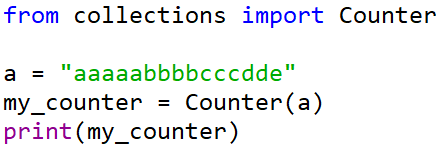 from collections import Counter
a = "aaaaabbbbcccdde"
my_counter = Counter(a)
print(my_counter)